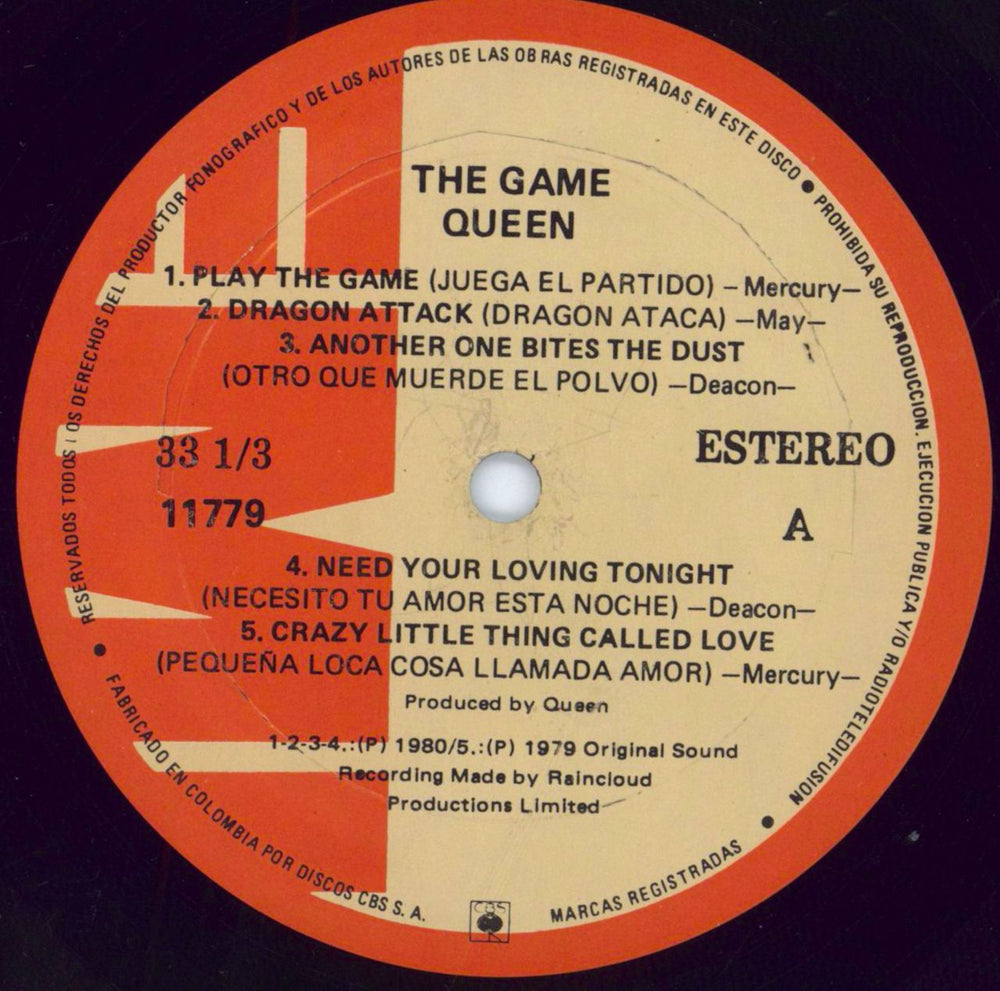 RESERVADOS TODOS LOS DERECHOS DEL PRODUCTOR FONOGRAFICO Y DE LOS AUTORES DE LAS OBRAS REGISTRADAS EN ESTE DISCO ● PROHIBIDA SU REPRODUCCION. EJECUCION PUBLICA Y/O RADIOTELEDIFUSION ●
THE GAME
QUEEN
1. PLAY THE GAME (JUEGA EL PARTIDO) –Mercury–
2. DRAGON ATTACK (DRAGON ATACA) –May–
3. ANOTHER ONE BITES THE DUST
(OTRO QUE MUERDE EL POLVO) –Deacon–
33 1/3
ESTEREO
11779
A
4. NEED YOUR LOVING TONIGHT
(NECESITO TU AMOR ESTA NOCHE) –Deacon–
5. CRAZY LITTLE THING CALLED LOVE
(PEQUEÑA LOCA COSA LLAMADA AMOR) –Mercury–
Produced by Queen
1-2-3-4.:(P) 1980/5.:(P) 1979 Original Sound
Recording Made by Raincloud
Productions Limited
● FABRICADO EN COLOMBIA POR DISCOS CBS S. A.
CBS
MARCAS REGISTRADAS